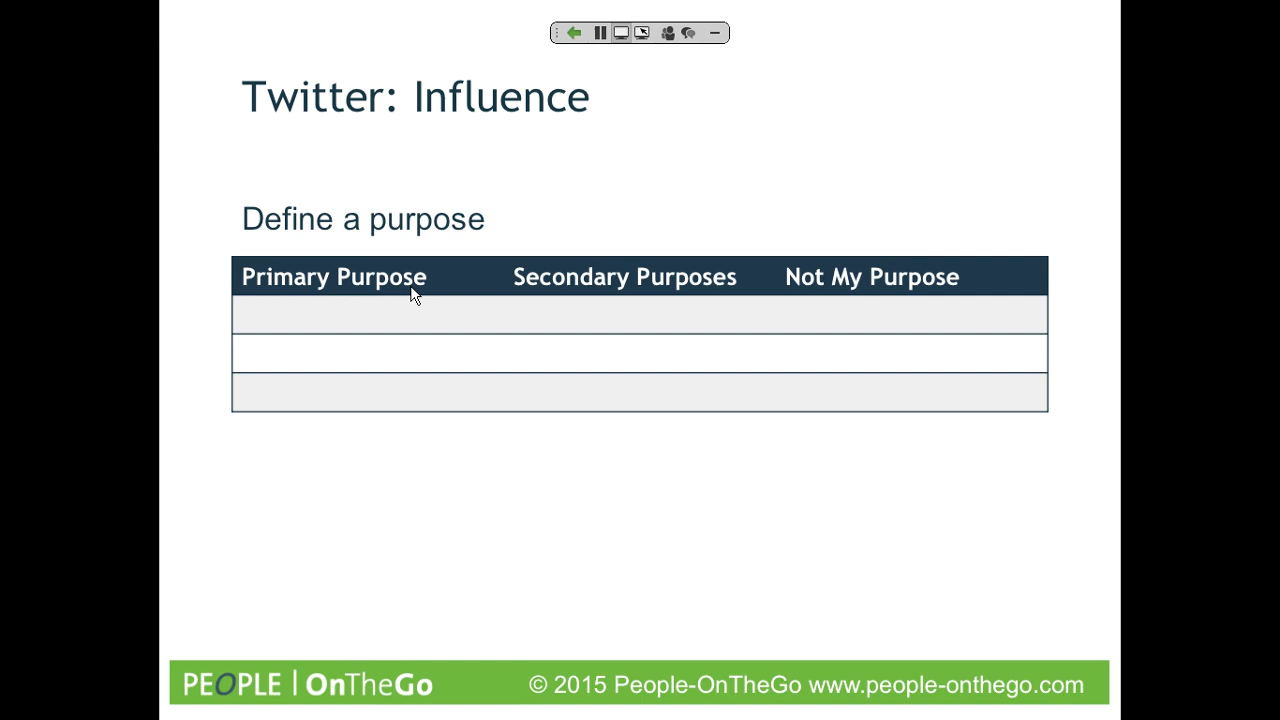 Twitter: Influence
Define a purpose
Primary Purpose Secondary Purposes Not My Purpose
PEOPLE | OnTheGo © 2015 People-OnTheGo www.people-onthego.com